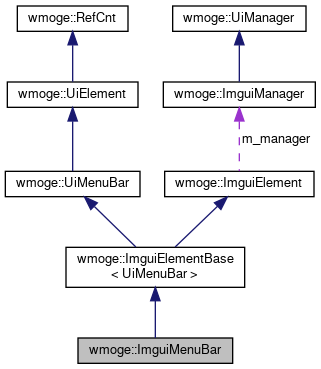 wmoge::RefCnt
wmoge::UiManager
wmoge::UiElement
wmoge::ImguiManager
m_manager
wmoge::UiMenuBar
wmoge::ImguiElement
wmoge::ImguiElementBase
< UiMenuBar >
wmoge::ImguiMenuBar